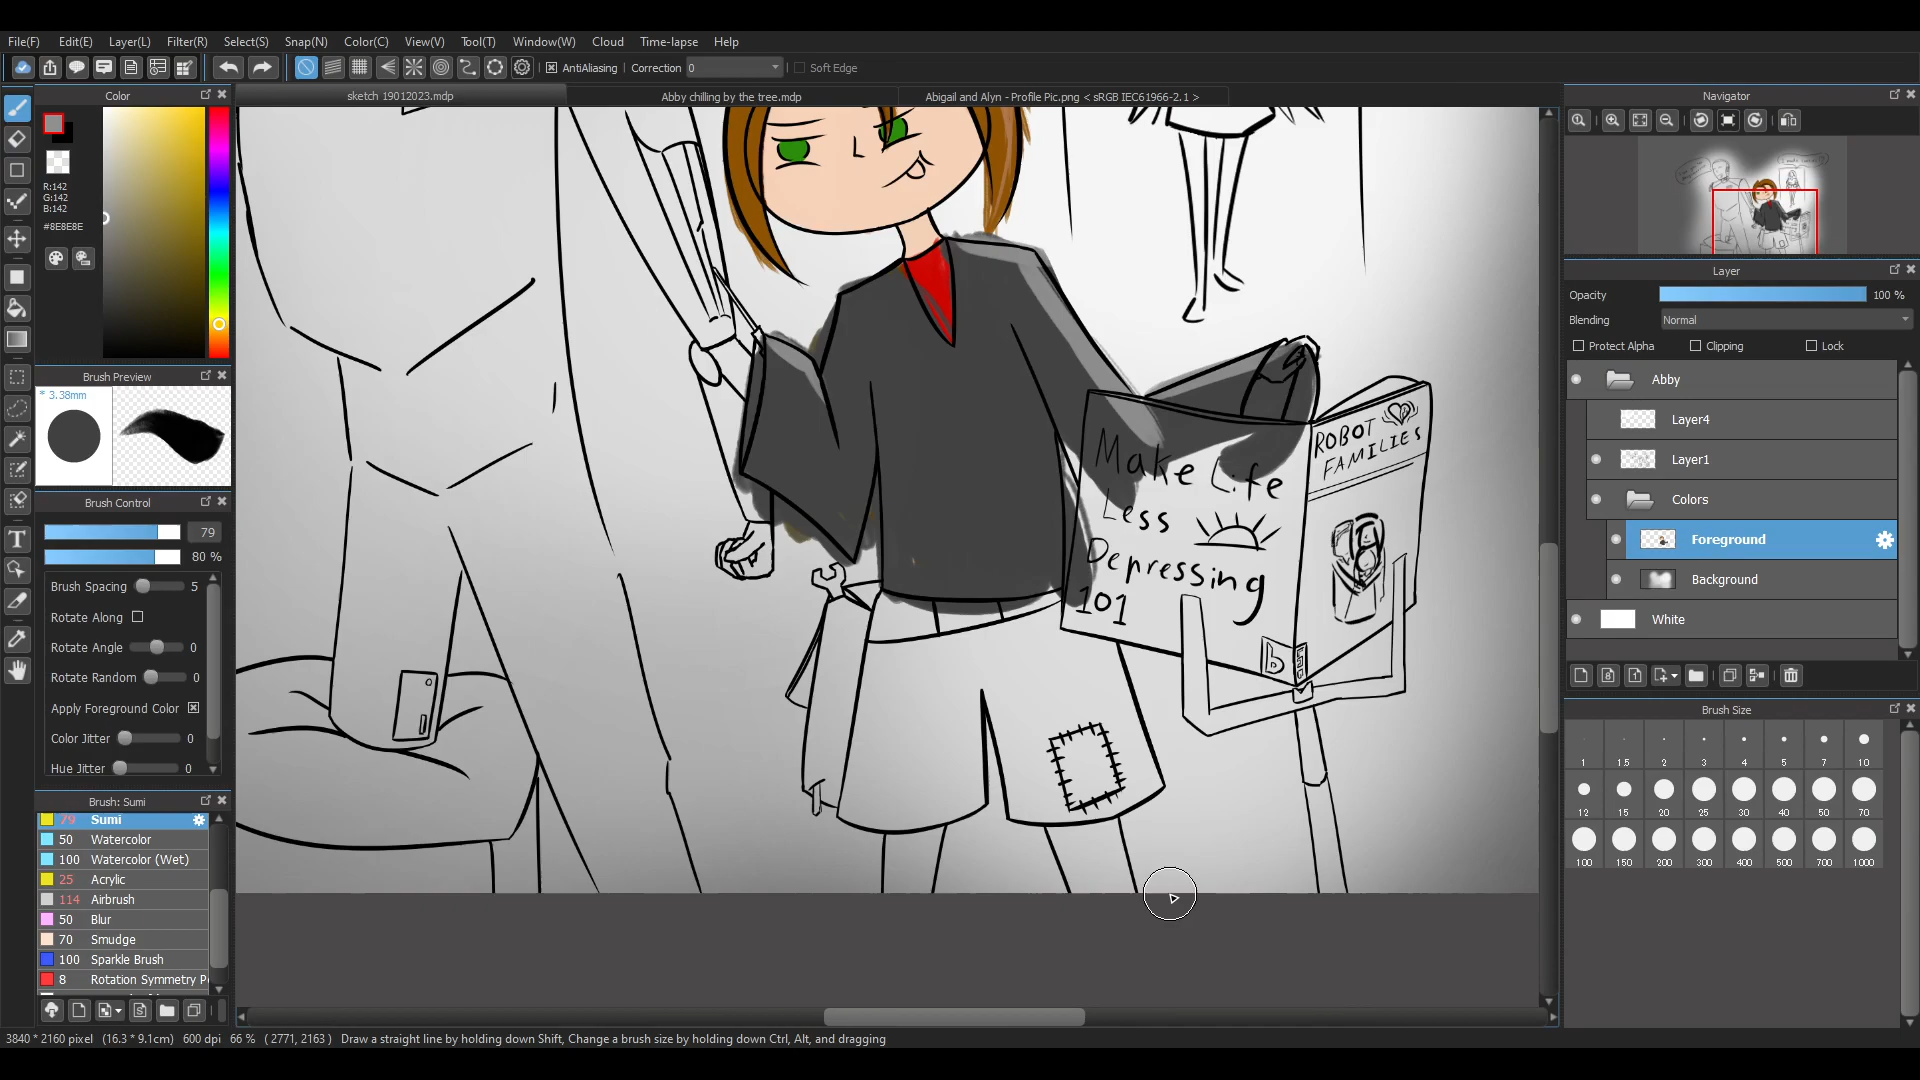 File(F) Edit(E) Layer(L) Filter(R) Select(S) Snap(N) Color(C) View(V) Tool(T) Window(W) Cloud Time-lapse Help
AntiAliasing Correction 0 Soft Edge
Color
sketch 19012023.mdp
Abby chilling by the tree.mdp
Abigail and Alyn - Profile Pic.png < sRGB IEC61966-2.1 >
R:142
G:142
B:142
#8E8E8E
Brush Preview
* 3.38mm
Brush Control
79
80 %
Brush Spacing 5
Rotate Along
Rotate Angle 0
Rotate Random 0
Apply Foreground Color
Color Jitter 0
Hue Jitter 0
Brush: Sumi
79 Sumi
50 Watercolor
100 Watercolor (Wet)
25 Acrylic
114 Airbrush
50 Blur
70 Smudge
100 Sparkle Brush
8 Rotation Symmetry P
Make Life
Less
Depressing
101
ROBOT
FAMILIES
b
Navigator
Layer
Opacity 100 %
Blending Normal
Protect Alpha Clipping Lock
Abby
Layer4
Layer1
Colors
Foreground
Background
White
Brush Size
1 1.5 2 3 4 5 7 10
12 15 20 25 30 40 50 70
100 150 200 300 400 500 700 1000
3840 * 2160 pixel (16.3 * 9.1cm) 600 dpi 66 % ( 2771, 2163 ) Draw a straight line by holding down Shift, Change a brush size by holding down Ctrl, Alt, and dragging